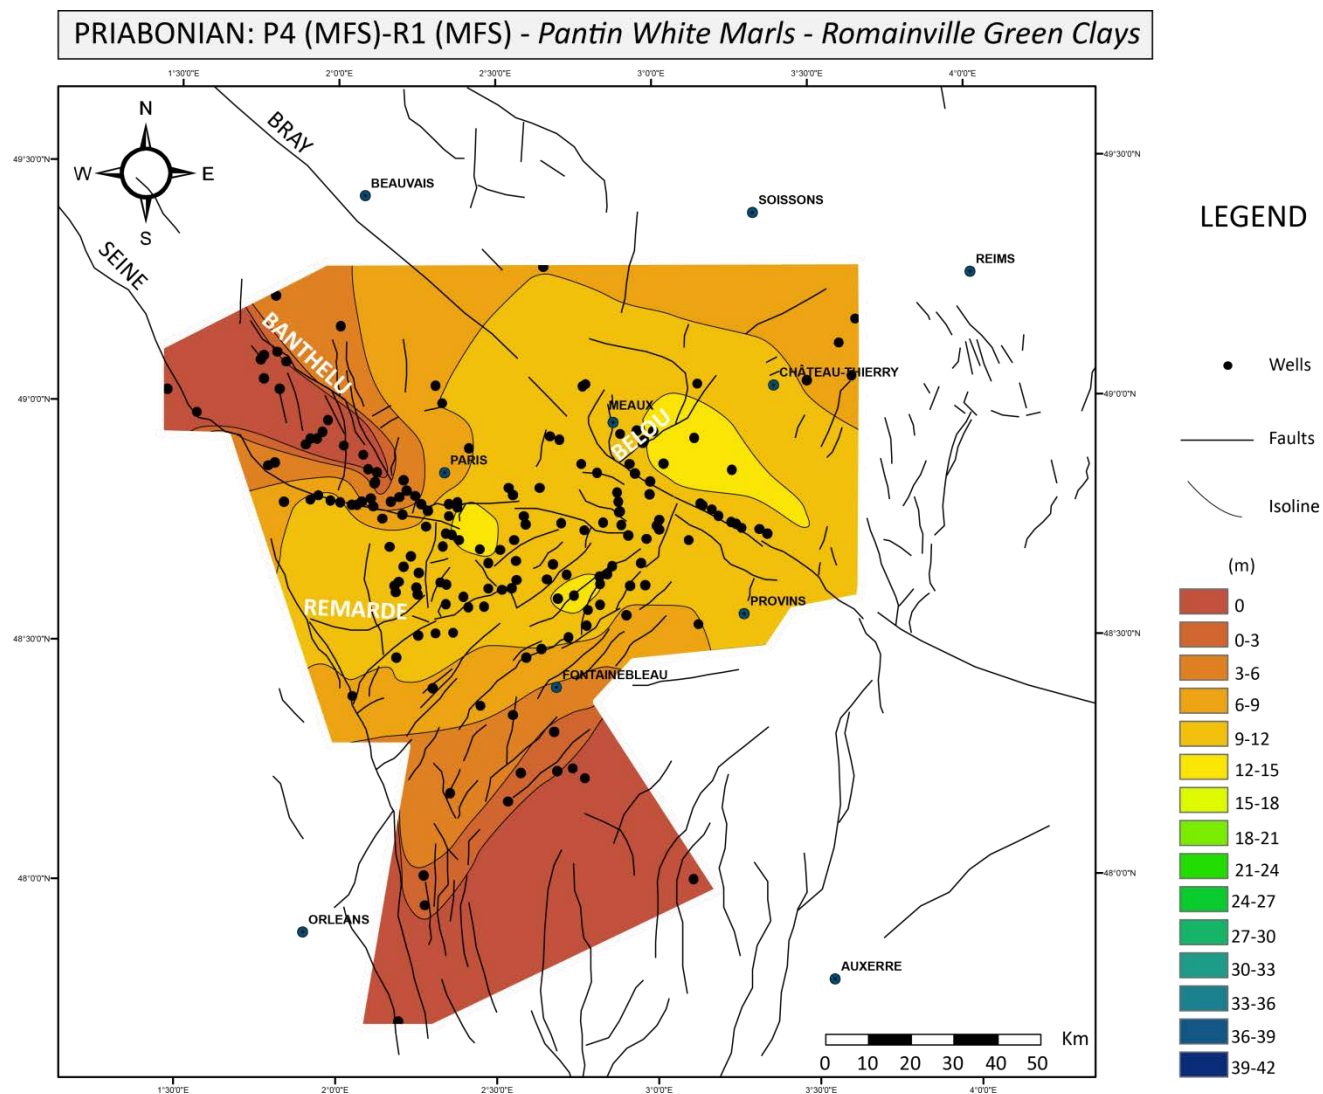 PRIABONIAN: P4 (MFS)-R1 (MFS) - Pantin White Marls - Romainville Green Clays
1°30'0"E 2°0'0"E 2°30'0"E 3°0'0"E 3°30'0"E 4°0'0"E
N
W E
S
BRAY
SEINE
49°30'0"N
49°30'0"N
BEAUVAIS
SOISSONS
REIMS
BANTHELU
CHÂTEAU-THIERRY
49°0'0"N
49°0'0"N
MEAUX
BELOU
PARIS
REMARDE
PROVINS
48°30'0"N
48°30'0"N
FONTAINEBLEAU
48°0'0"N
48°0'0"N
ORLEANS
AUXERRE
Km
0 10 20 30 40 50
1°30'0"E 2°0'0"E 2°30'0"E 3°0'0"E 3°30'0"E 4°0'0"E
LEGEND
Wells
Faults
Isoline
(m)
0
0-3
3-6
6-9
9-12
12-15
15-18
18-21
21-24
24-27
27-30
30-33
33-36
36-39
39-42